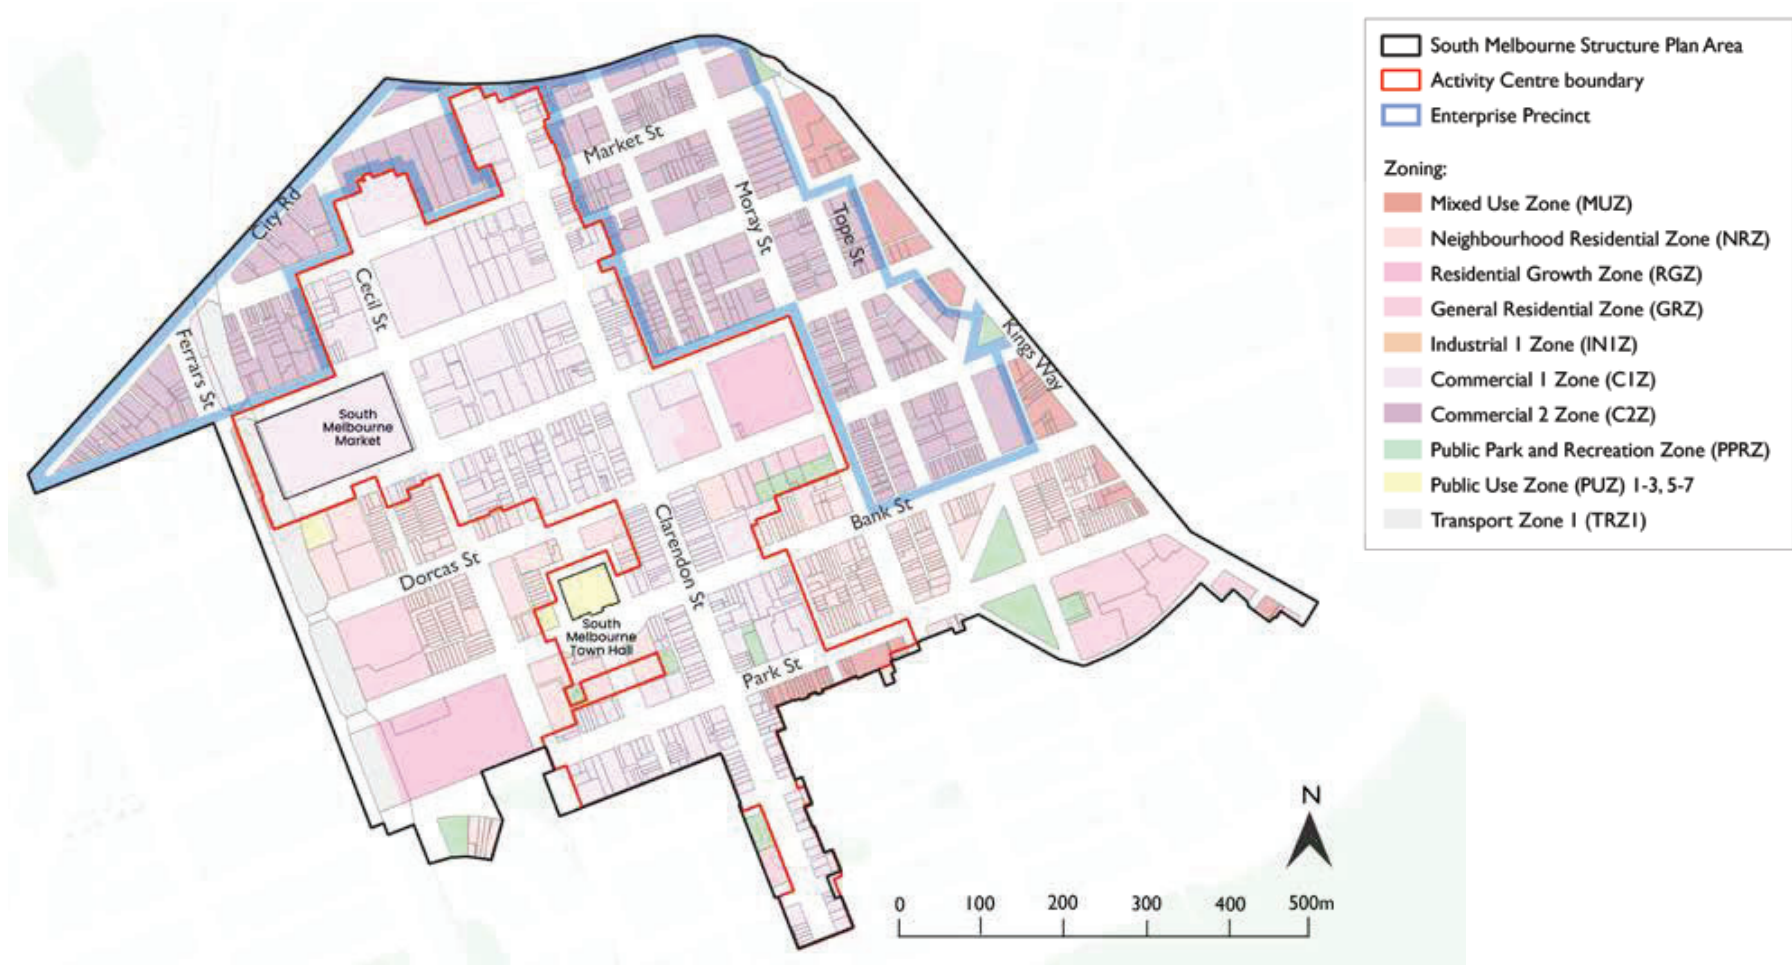 South Melbourne Structure Plan Area
Activity Centre boundary
Enterprise Precinct
Zoning:
Mixed Use Zone (MUZ)
Neighbourhood Residential Zone (NRZ)
Residential Growth Zone (RGZ)
General Residential Zone (GRZ)
Industrial 1 Zone (IN1Z)
Commercial 1 Zone (C1Z)
Commercial 2 Zone (C2Z)
Public Park and Recreation Zone (PPRZ)
Public Use Zone (PUZ) 1-3, 5-7
Transport Zone 1 (TRZ1)
Market St
City Rd
Moray St
Tope St
Cecil St
Ferrars St
Kings Way
South
Melbourne
Market
Clarendon St
Bank St
Dorcas St
South
Melbourne
Town Hall
Park St
N
0 100 200 300 400 500m